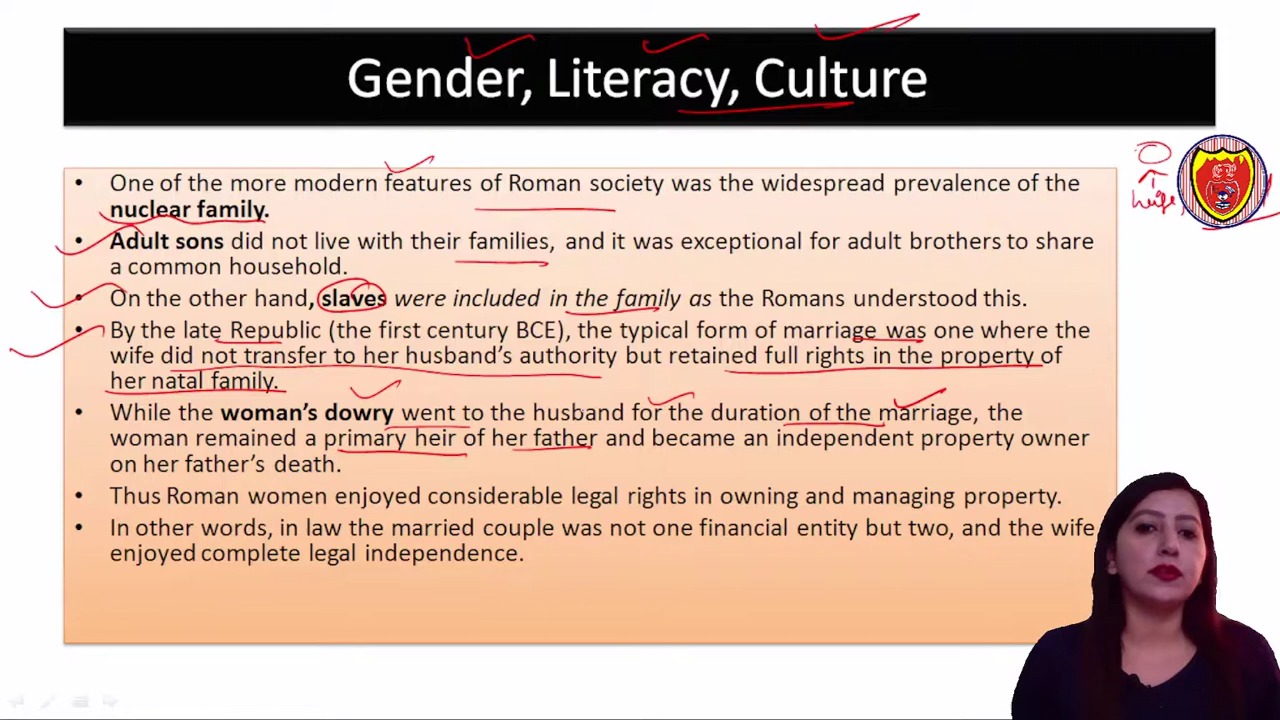 Gender, Literacy, Culture
• One of the more modern features of Roman society was the widespread prevalence of the
nuclear family.
• Adult sons did not live with their families, and it was exceptional for adult brothers to share
a common household.
• On the other hand, slaves were included in the family as the Romans understood this.
• By the late Republic (the first century BCE), the typical form of marriage was one where the
wife did not transfer to her husband's authority but retained full rights in the property of
her natal family.
• While the woman's dowry went to the husband for the duration of the marriage, the
woman remained a primary heir of her father and became an independent property owner
on her father's death.
• Thus Roman women enjoyed considerable legal rights in owning and managing property.
• In other words, in law the married couple was not one financial entity but two, and the wife
enjoyed complete legal independence.